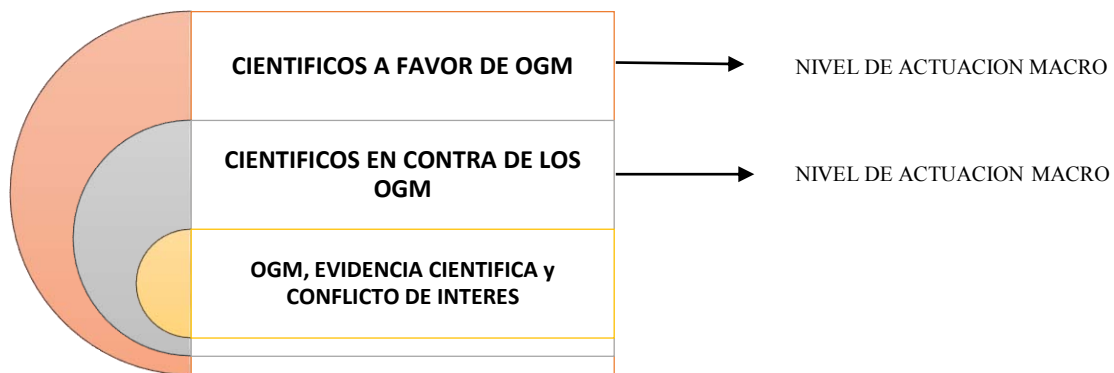 CIENTIFICOS A FAVOR DE OGM
NIVEL DE ACTUACION MACRO
CIENTIFICOS EN CONTRA DE LOS
OGM
NIVEL DE ACTUACION MACRO
OGM, EVIDENCIA CIENTIFICA y
CONFLICTO DE INTERES